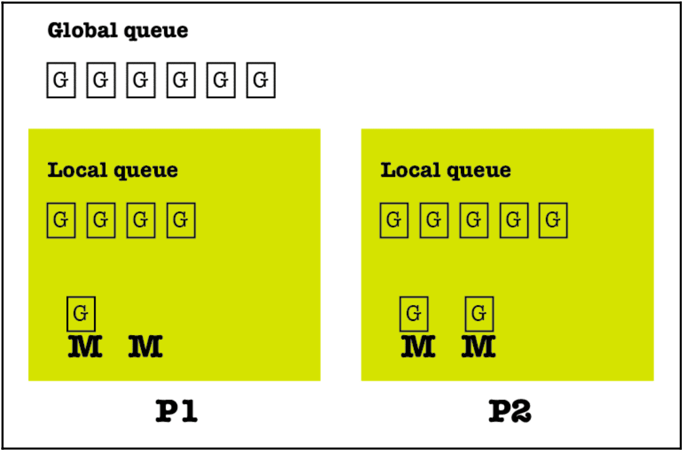 Global queue
G G G G G G
Local queue
G G G G
G
M M
P1
Local queue
G G G G G
G G
M M
P2